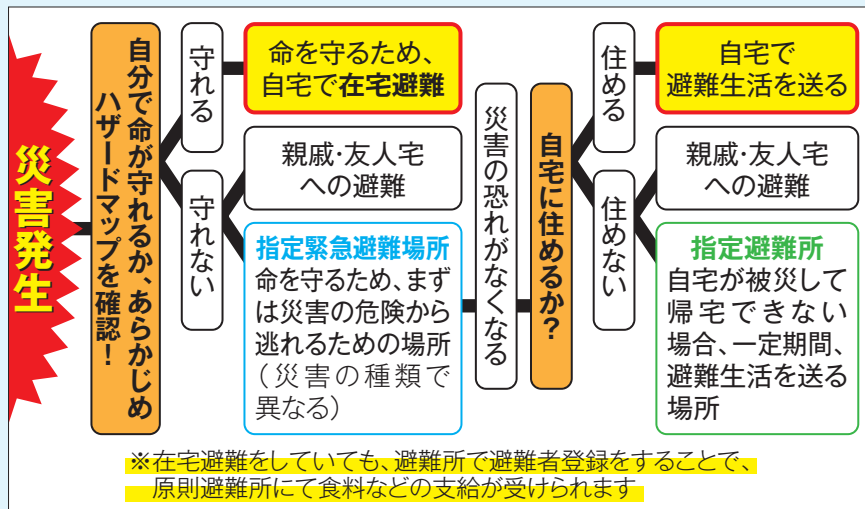 災害発生
自分で命が守れるか、あらかじめ
ハザードマップを確認！
守れる
命を守るため、
自宅で在宅避難
守れない
親戚・友人宅
への避難
指定緊急避難場所
命を守るため、まず
は災害の危険から
逃れるための場所
（災害の種類で
異なる）
災害の恐れがなくなる
自宅に住めるか？
住める
自宅で
避難生活を送る
住めない
親戚・友人宅
への避難
指定避難所
自宅が被災して
帰宅できない
場合、一定期間、
避難生活を送る
場所
※在宅避難をしていても、避難所で避難者登録をすることで、
原則避難所にて食料などの支給が受けられます